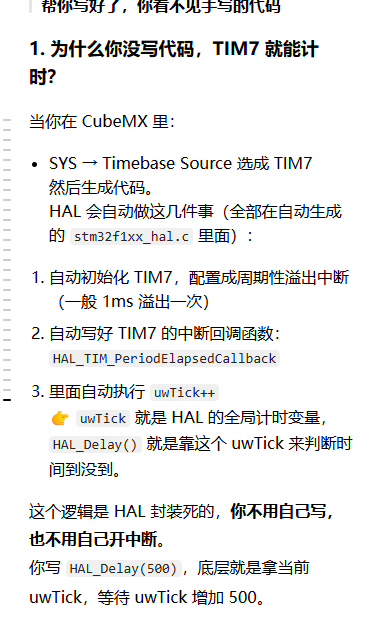 帮你写好了，你看不见手写的代码
1. 为什么你没写代码，TIM7 就能计
时？
当你在 CubeMX 里：
• SYS → Timebase Source 选成 TIM7
然后生成代码。
HAL 会自动做这几件事（全部在自动生成
的 stm32f1xx_hal.c 里面）：
1. 自动初始化 TIM7，配置成周期性溢出中断
（一般 1ms 溢出一次）
2. 自动写好 TIM7 的中断回调函数：
HAL_TIM_PeriodElapsedCallback
3. 里面自动执行 uwTick++
👉 uwTick 就是 HAL 的全局计时变量，
HAL_Delay() 就是靠这个 uwTick 来判断时
间到没到。
这个逻辑是 HAL 封装死的，你不用自己写，
也不用自己开中断。
你写 HAL_Delay(500)，底层就是拿当前
uwTick，等待 uwTick 增加 500。